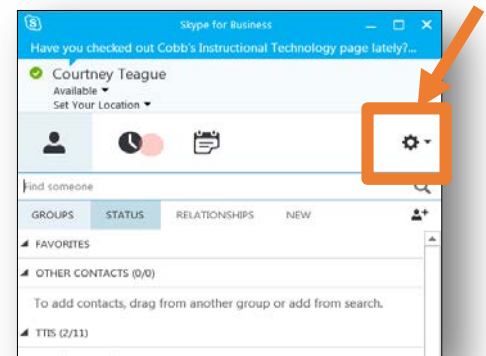 Skype for Business
Have you checked out Cobb's Instructional Technology page lately?...
Courtney Teague
Available
Set Your Location
Find someone
GROUPS STATUS RELATIONSHIPS NEW
FAVORITES
OTHER CONTACTS (0/0)
To add contacts, drag from another group or add from search.
TTIS (2/11)